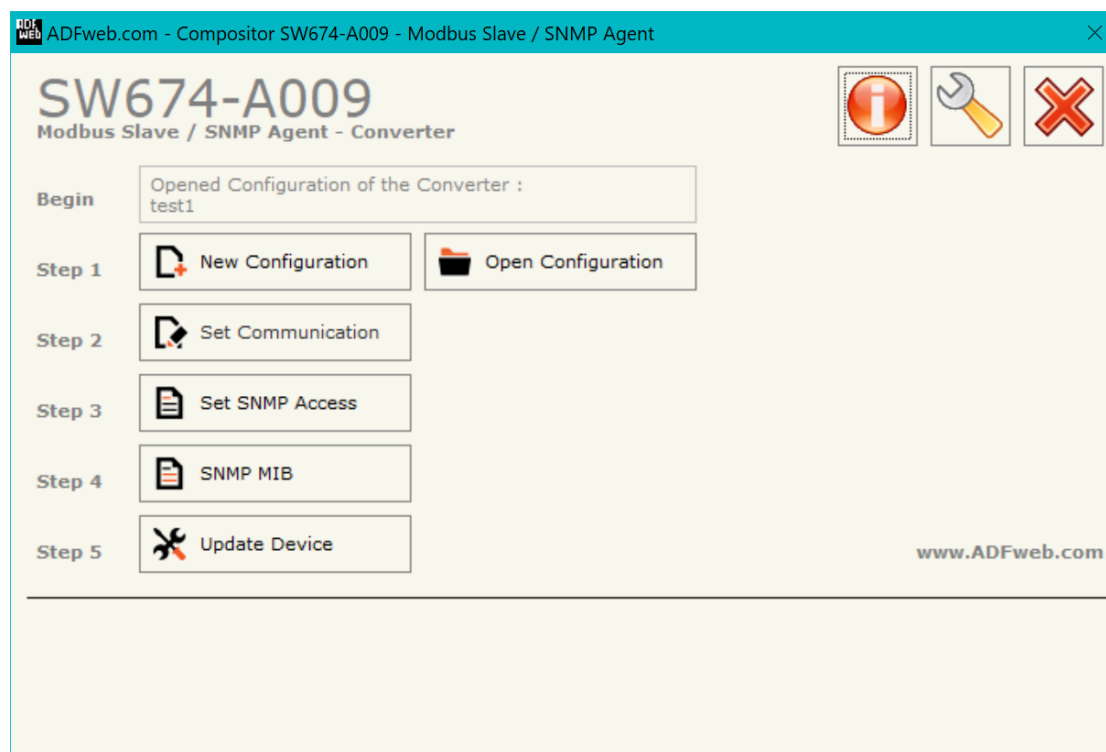 ADF
WEB
ADFweb.com - Compositor SW674-A009 - Modbus Slave / SNMP Agent
SW674-A009
Modbus Slave / SNMP Agent - Converter
Begin
Opened Configuration of the Converter :
test1
Step 1
New Configuration
Open Configuration
Step 2
Set Communication
Step 3
Set SNMP Access
Step 4
SNMP MIB
Step 5
Update Device
www.ADFweb.com